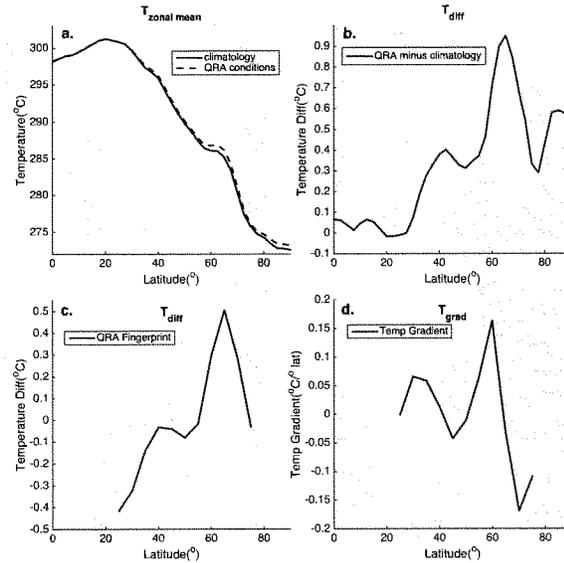 T zonal mean
a.
climatology
QRA conditions
300
295
285
275
Temperature(°C)
0 20 40 60 80
Latitude(°)
T diff
b.
QRA minus climatology
0.9
0.8
0.7
0.6
0.5
0.4
0.3
0.2
0.1
0
-0.1
Temperature Diff(°C)
0 20 40 60 80
Latitude(°)
c.
T diff
QRA Fingerprint
0.5
0.4
0.3
0.2
0.1
0
-0.1
-0.2
-0.3
-0.4
-0.5
Temperature Diff(°C)
0 20 40 60 80
Latitude(°)
d.
T grad
Temp Gradient
0.2
0.15
0.1
0.05
0
-0.05
-0.1
-0.15
-0.2
Temp Gradient(°C/° lat)
0 20 40 60 80
Latitude(°)